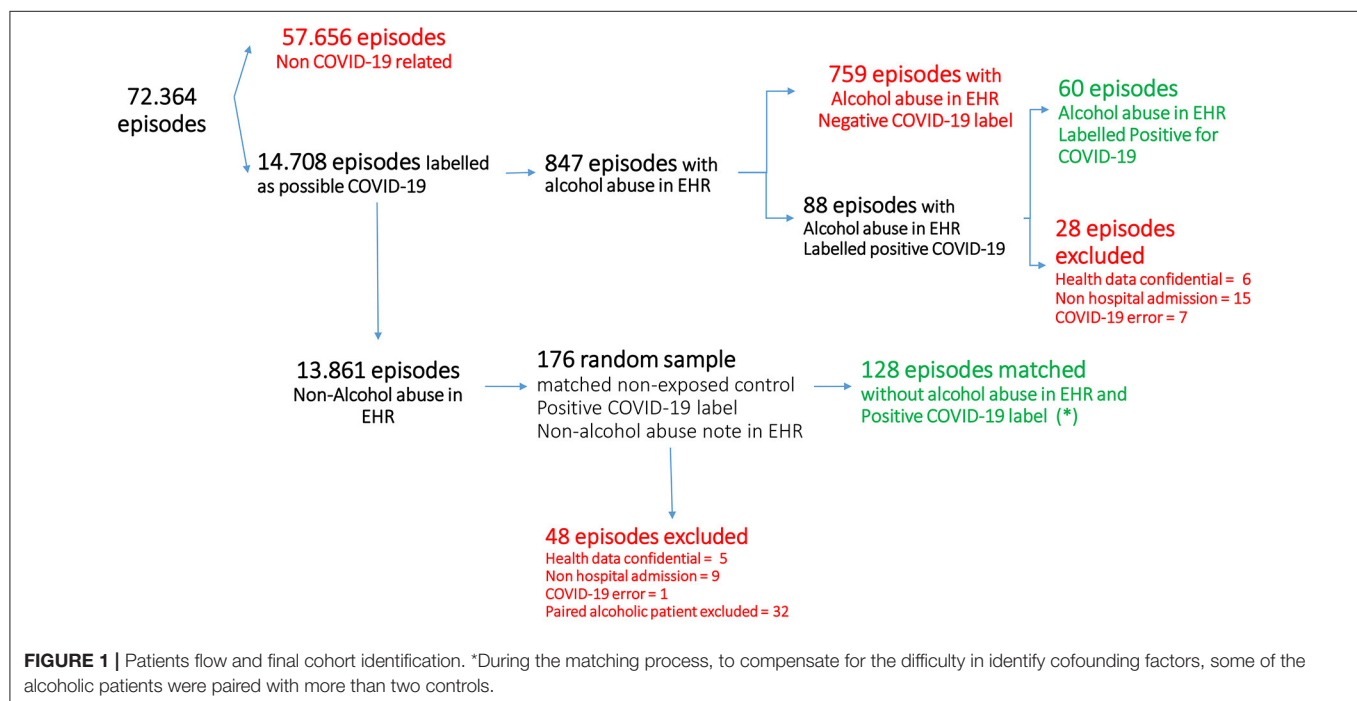 72.364
episodes
57.656 episodes
Non COVID-19 related
14.708 episodes labelled
as possible COVID-19
847 episodes with
alcohol abuse in EHR
759 episodes with
Alcohol abuse in EHR
Negative COVID-19 label
88 episodes with
Alcohol abuse in EHR
Labelled positive COVID-19
60 episodes
Alcohol abuse in EHR
Labelled Positive for
COVID-19
28 episodes
excluded
Health data confidential = 6
Non hospital admission = 15
COVID-19 error = 7
13.861 episodes
Non-Alcohol abuse in
EHR
176 random sample
matched non-exposed control
Positive COVID-19 label
Non-alcohol abuse note in EHR
128 episodes matched
without alcohol abuse in EHR and
Positive COVID-19 label (*)
48 episodes excluded
Health data confidential = 5
Non hospital admission = 9
COVID-19 error = 1
Paired alcoholic patient excluded = 32
FIGURE 1 | Patients flow and final cohort identification. *During the matching process, to compensate for the difficulty in identify cofounding factors, some of the
alcoholic patients were paired with more than two controls.